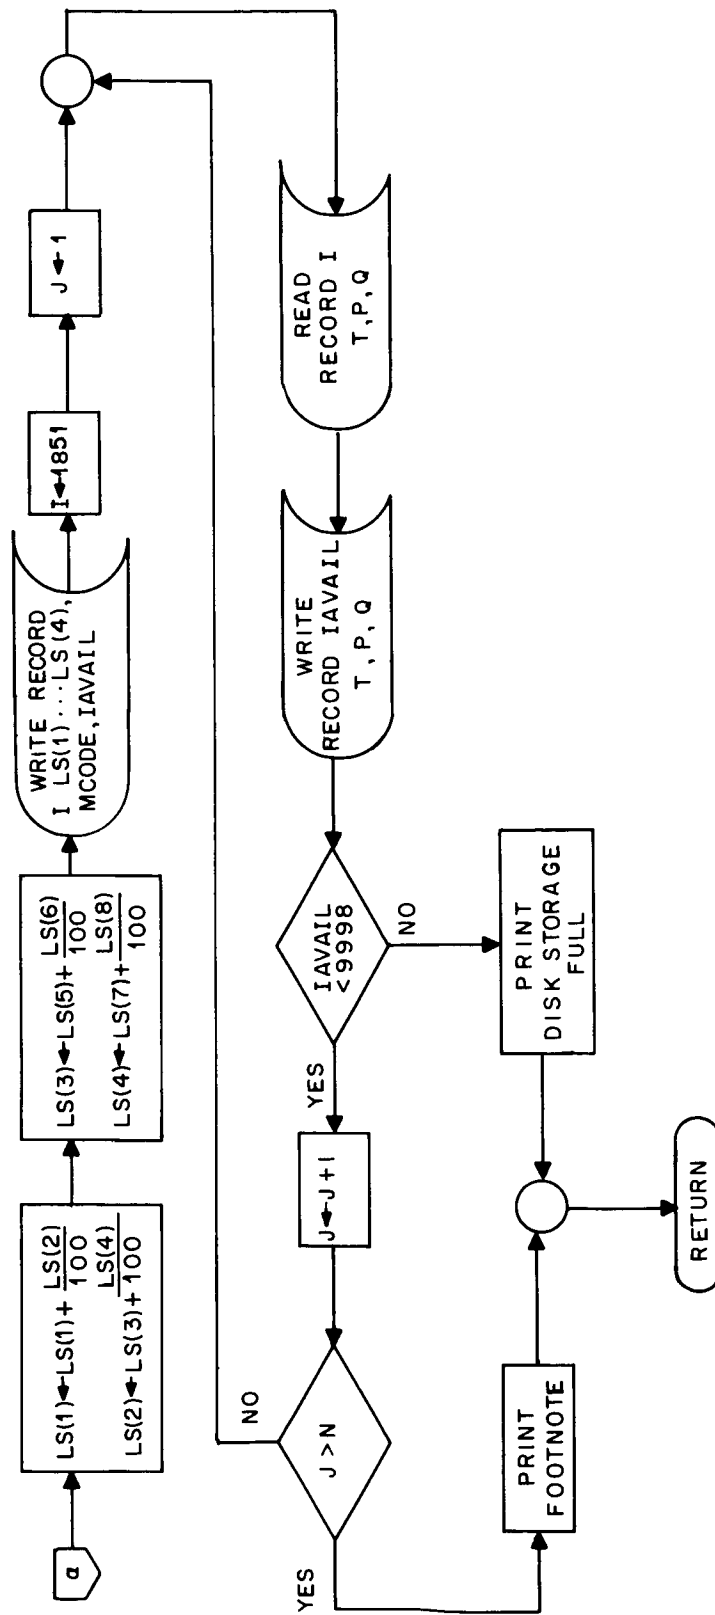 α
LS(1)←LS(1)+LS(2)/100
LS(2)←LS(3)+LS(4)/100
LS(3)←LS(5)+LS(6)/100
LS(4)←LS(7)+LS(8)/100
WRITE RECORD
I LS(1)...LS(4),
MCODE,IAVAIL
I←1851
J←1
READ
RECORD I
T,P,Q
WRITE
RECORD IAVAIL
T,P,Q
IAVAIL
<9998
NO
YES
PRINT
DISK STORAGE
FULL
J←J+1
J>N
NO
YES
PRINT
FOOTNOTE
RETURN